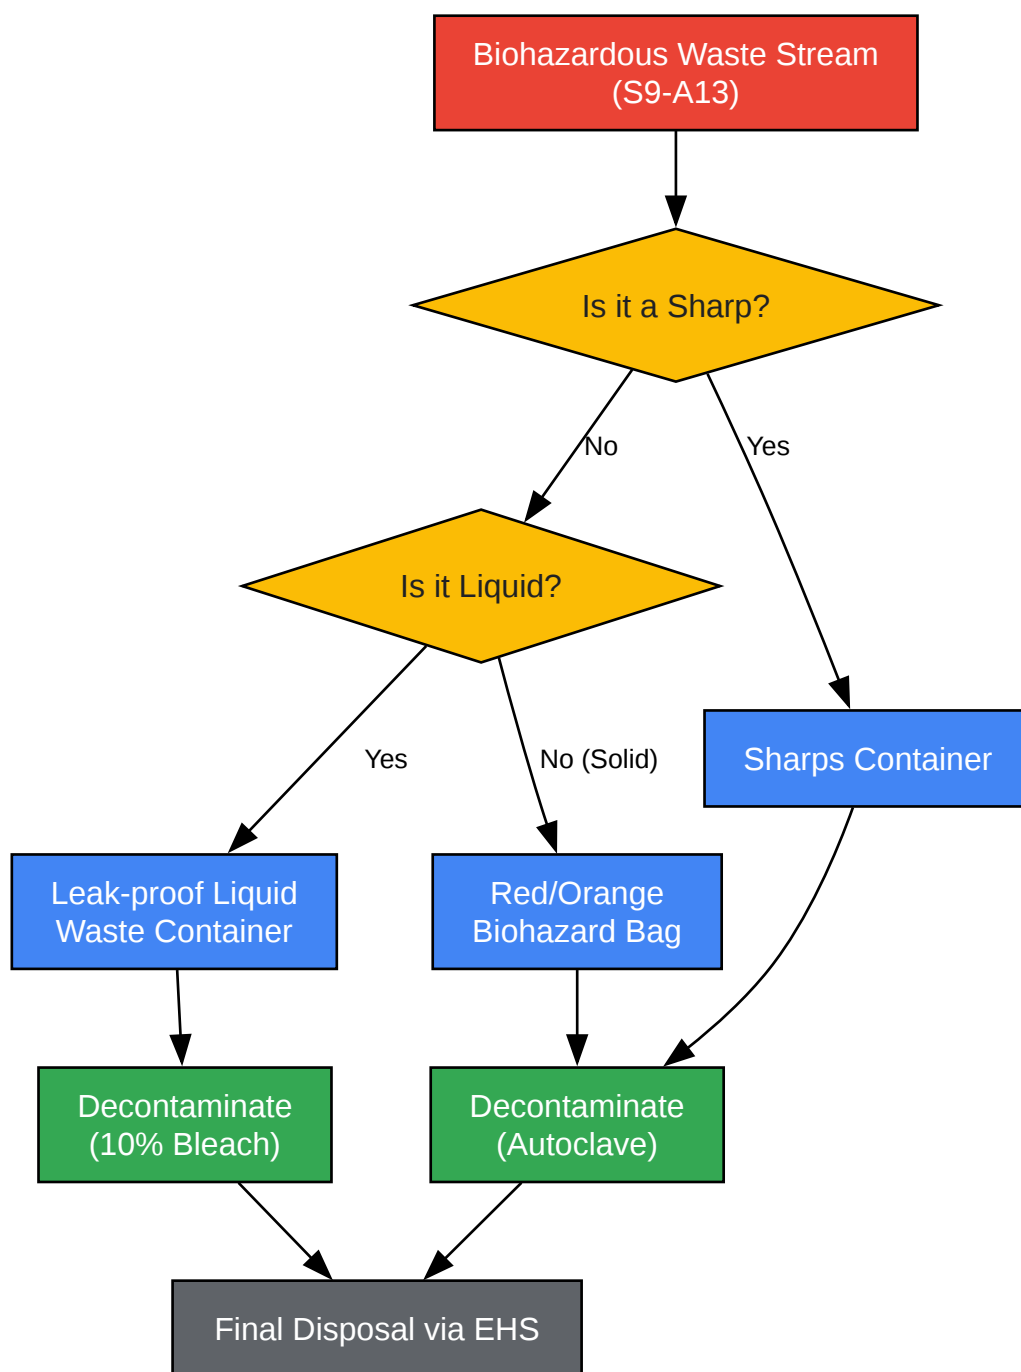 Biohazardous Waste Stream
(S9-A13)
Is it a Sharp?
No
Yes
Is it Liquid?
Yes
No (Solid)
Sharps Container
Leak-proof Liquid
Waste Container
Red/Orange
Biohazard Bag
Decontaminate
(10% Bleach)
Decontaminate
(Autoclave)
Final Disposal via EHS